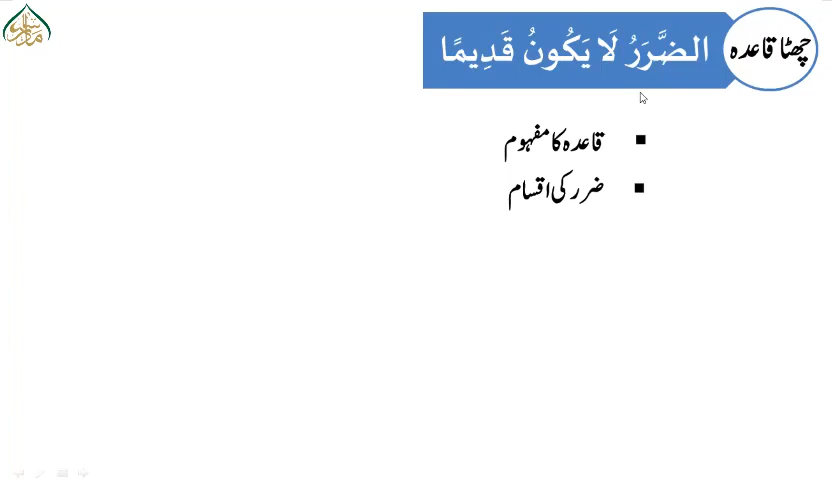 چھٹا قاعدہ
الضَّرَرُ لَا يَكُونُ قَدِيمًا
قاعدہ کا مفہوم
ضرر کی اقسام